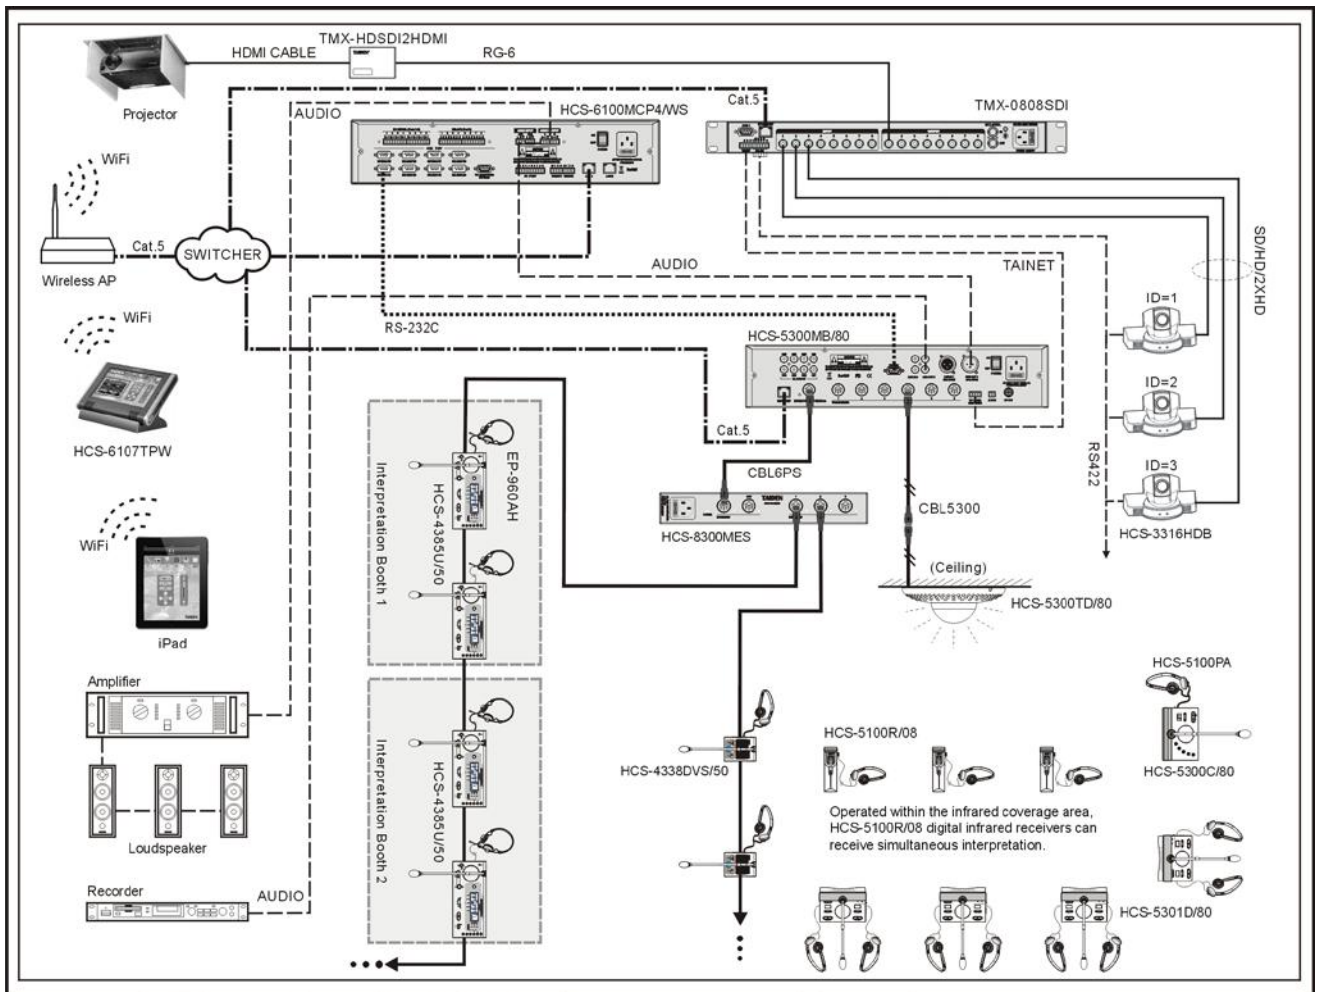 TMX-HDSDI2HDMI
HDMI CABLE
RG-6
Projector
AUDIO
HCS-6100MCP4/WS
Cat.5
TMX-0808SDI
WiFi
Cat.5
SWITCHER
Wireless AP
AUDIO
TAINET
SD/HD/2XHD
ID=1
WiFi
RS-232C
HCS-5300MB/80
ID=2
HCS-6107TPW
Cat.5
RS422
ID=3
HCS-3316HDB
CBL6PS
CBL5300
HCS-8300MES
(Ceiling)
HCS-5300TD/80
EP-960AH
HCS-4385U/50
Interpretation Booth 1
WiFi
iPad
Amplifier
HCS-5100PA
HCS-5100R/08
HCS-4338DVS/50
HCS-5300C/80
HCS-4385U/50
Interpretation Booth 2
Operated within the infrared coverage area,
HCS-5100R/08 digital infrared receivers can
receive simultaneous interpretation.
Loudspeaker
Recorder
AUDIO
HCS-5301D/80